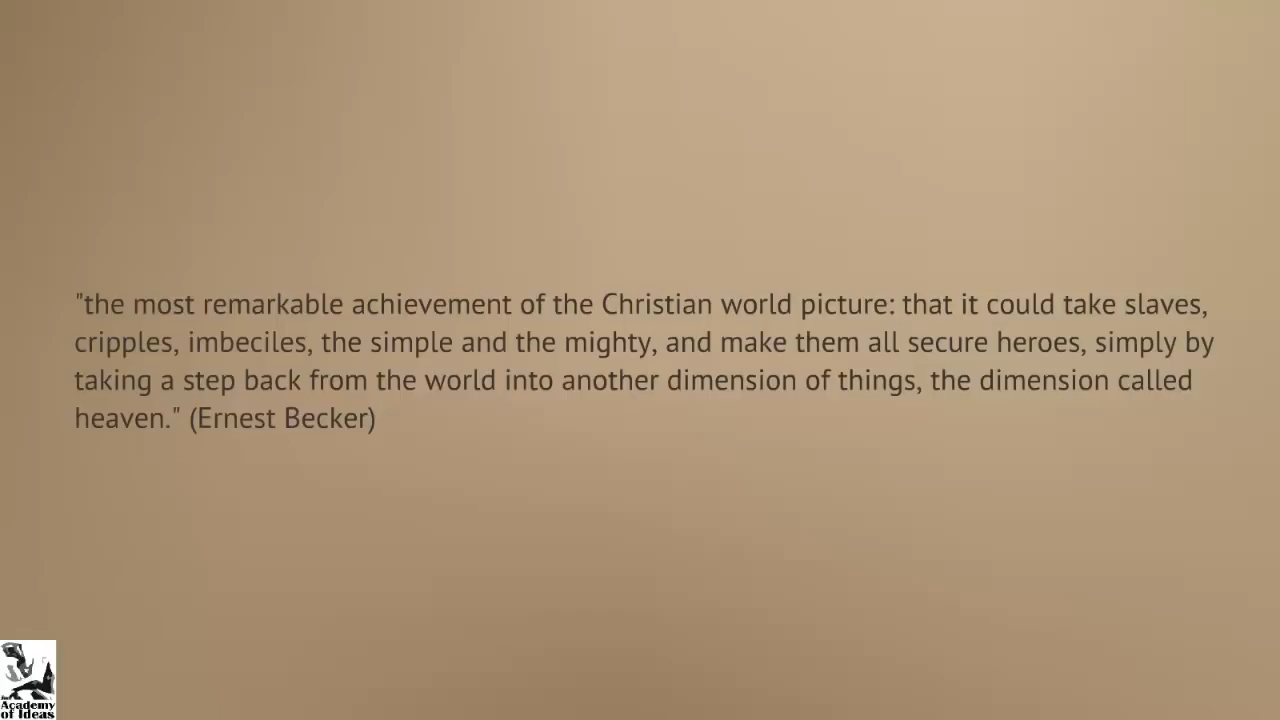 "the most remarkable achievement of the Christian world picture: that it could take slaves,
cripples, imbeciles, the simple and the mighty, and make them all secure heroes, simply by
taking a step back from the world into another dimension of things, the dimension called
heaven." (Ernest Becker)
Academy
of Ideas